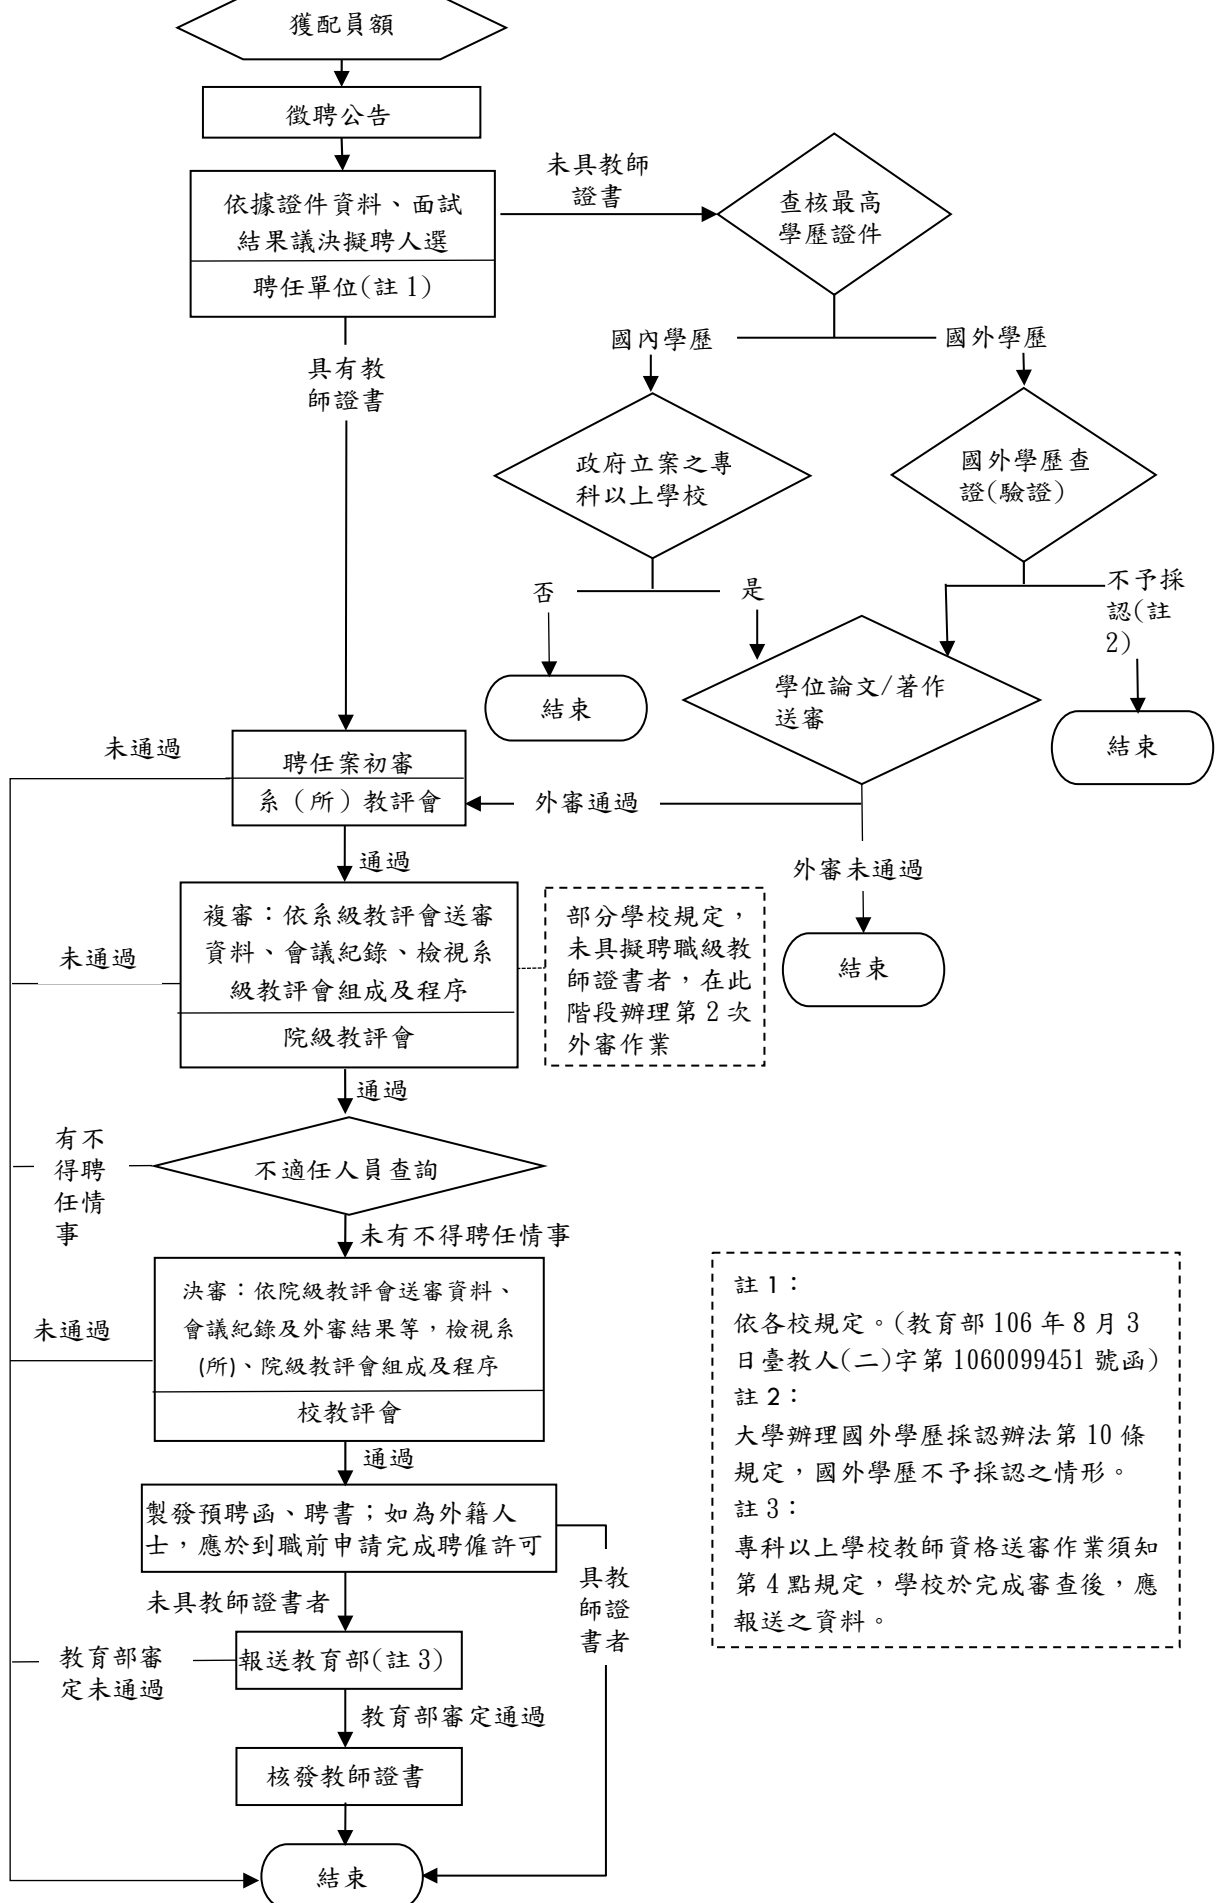 獲配員額
徵聘公告
依據證件資料、面試
結果議決擬聘人選
聘任單位(註 1)
未具教師
證書
查核最高
學歷證件
國內學歷
國外學歷
具有教
師證書
政府立案之專
科以上學校
國外學歷查
證(驗證)
否
是
不予採
認(註
2)
結束
學位論文/著作
送審
結束
未通過
聘任案初審
系（所）教評會
外審通過
外審未通過
結束
通過
未通過
複審：依系級教評會送審
資料、會議紀錄、檢視系
級教評會組成及程序
院級教評會
部分學校規定，
未具擬聘職級教
師證書者，在此
階段辦理第 2 次
外審作業
通過
有不
得聘
任情
事
不適任人員查詢
未有不得聘任情事
未通過
決審：依院級教評會送審資料、
會議紀錄及外審結果等，檢視系
(所)、院級教評會組成及程序
校教評會
通過
製發預聘函、聘書；如為外籍人
士，應於到職前申請完成聘僱許可
未具教師證書者
具教
師證
書者
教育部審
定未通過
報送教育部(註 3)
教育部審定通過
核發教師證書
結束
註 1：
依各校規定。(教育部 106 年 8 月 3
日臺教人(二)字第 1060099451 號函)
註 2：
大學辦理國外學歷採認辦法第 10 條
規定，國外學歷不予採認之情形。
註 3：
專科以上學校教師資格送審作業須知
第 4 點規定，學校於完成審查後，應
報送之資料。